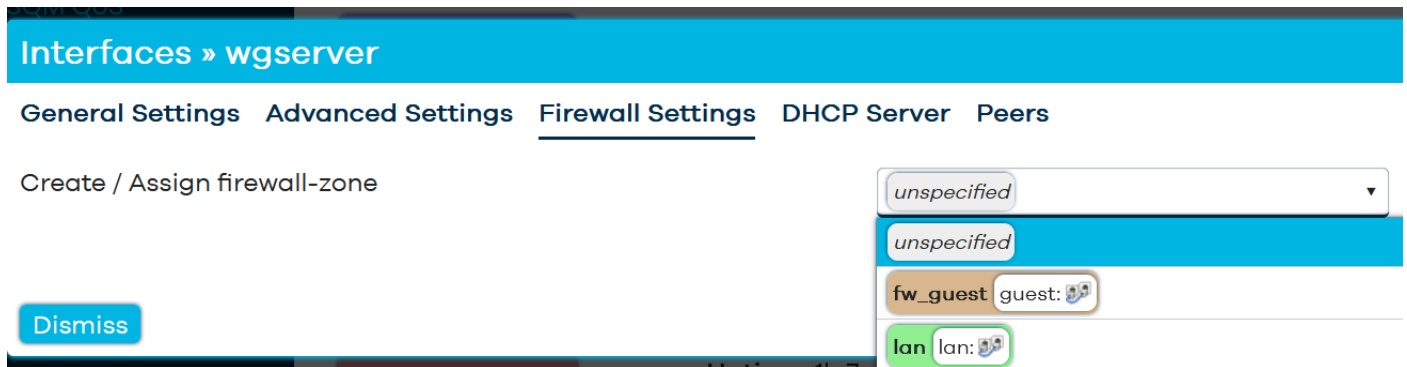 Interfaces » wgserver
General Settings Advanced Settings Firewall Settings DHCP Server Peers
Create / Assign firewall-zone
unspecified
unspecified
fw_guest guest:
lan lan:
Dismiss